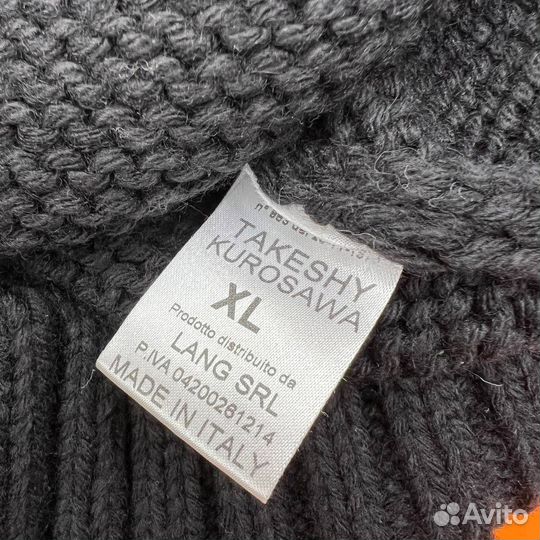 TAKESHY
KUROSAWA
XL
Prodotto distribuito da
LANG SRL
P.IVA 04200261214
MADE IN ITALY
Avito